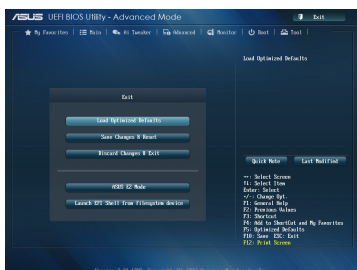 ASUS UEFI BIOS Utility - Advanced Mode
Exit
My Favorites Main Ai Tweaker Advanced Monitor Boot Tool
Load Optimized Defaults
Exit
Load Optimized Defaults
Save Changes & Reset
Discard Changes & Exit
ASUS EZ Mode
Launch EFI Shell from filesystem device
Quick Note
Last Modified
→←: Select Screen
↑↓: Select Item
Enter: Select
+/-: Change Opt.
F1: General Help
F2: Previous Values
F3: Shortcut
F4: Add to ShortCut and My Favorites
F5: Optimized Defaults
F10: Save ESC: Exit
F12: Print Screen